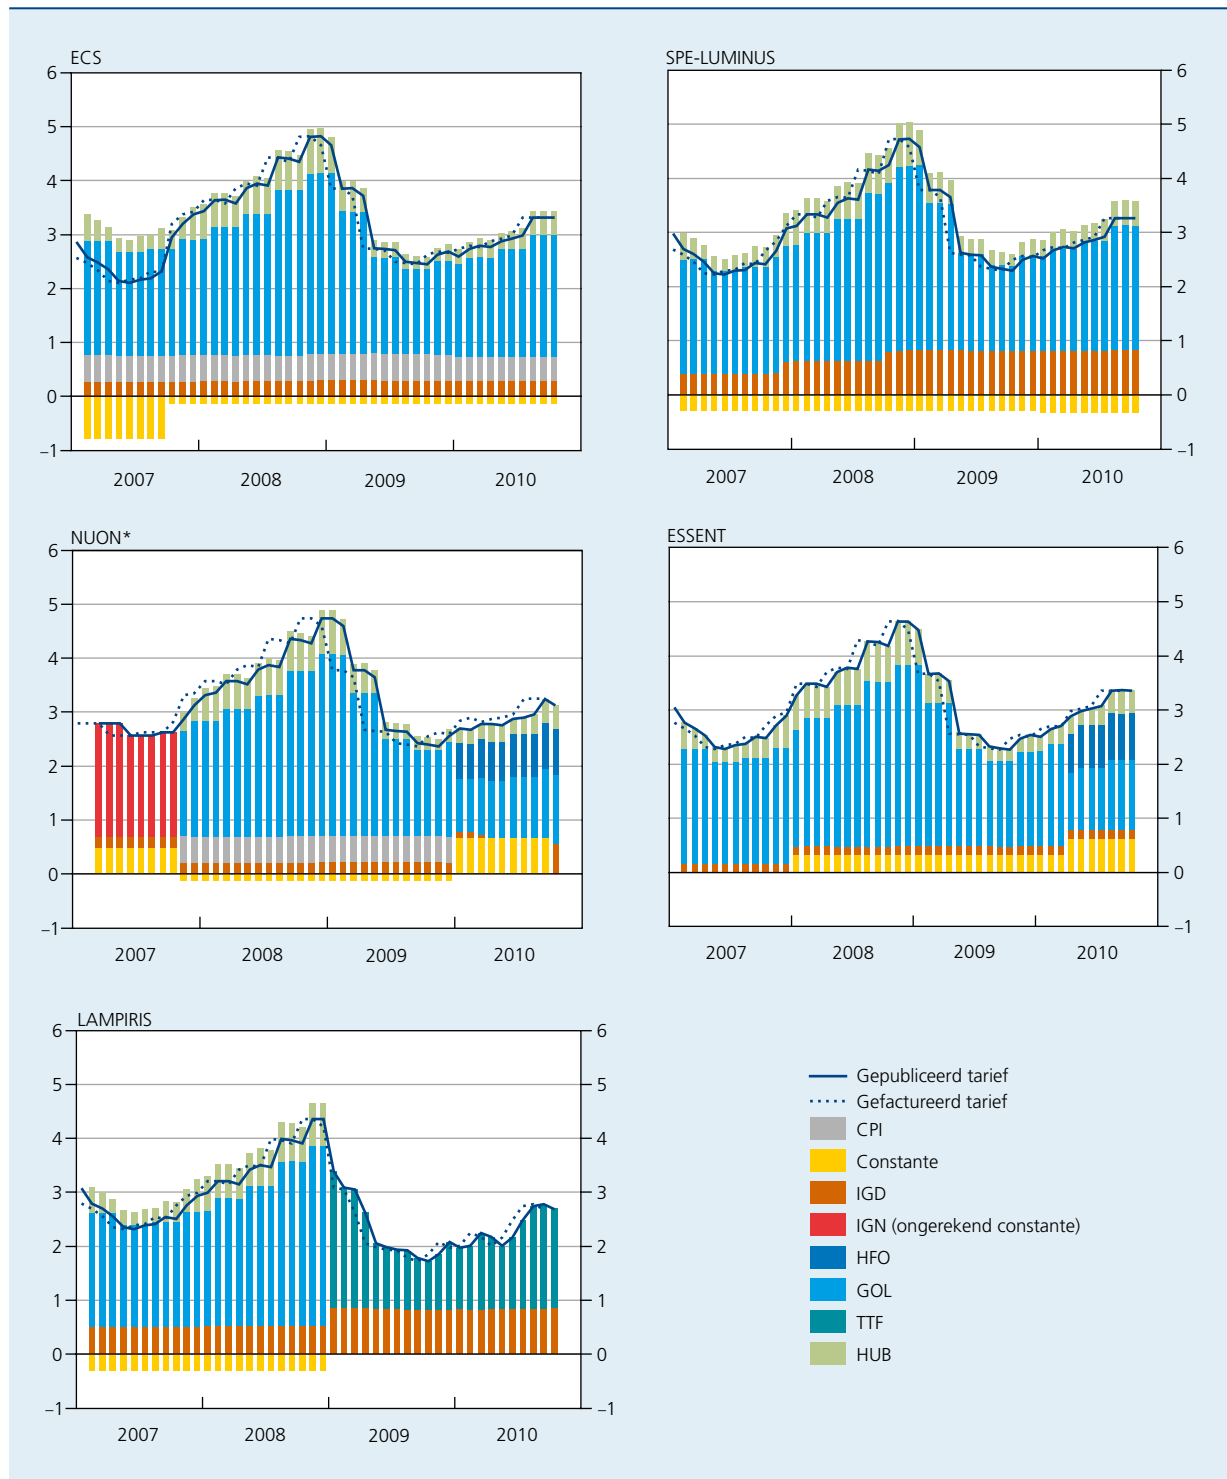 ECS
6
5
4
3
2
1
0
–1
2007 2008 2009 2010
SPE-LUMINUS
6
5
4
3
2
1
0
–1
2007 2008 2009 2010
NUON*
6
5
4
3
2
1
0
–1
2007 2008 2009 2010
ESSENT
6
5
4
3
2
1
0
–1
2007 2008 2009 2010
LAMPIRIS
6 6
5 5
4 4
3 3
2 2
1 1
0 0
–1 –1
2007 2008 2009 2010
Gepubliceerd tarief
Gefactureerd tarief
CPI
Constante
IGD
IGN (ongerekend constante)
HFO
GOL
TTF
HUB